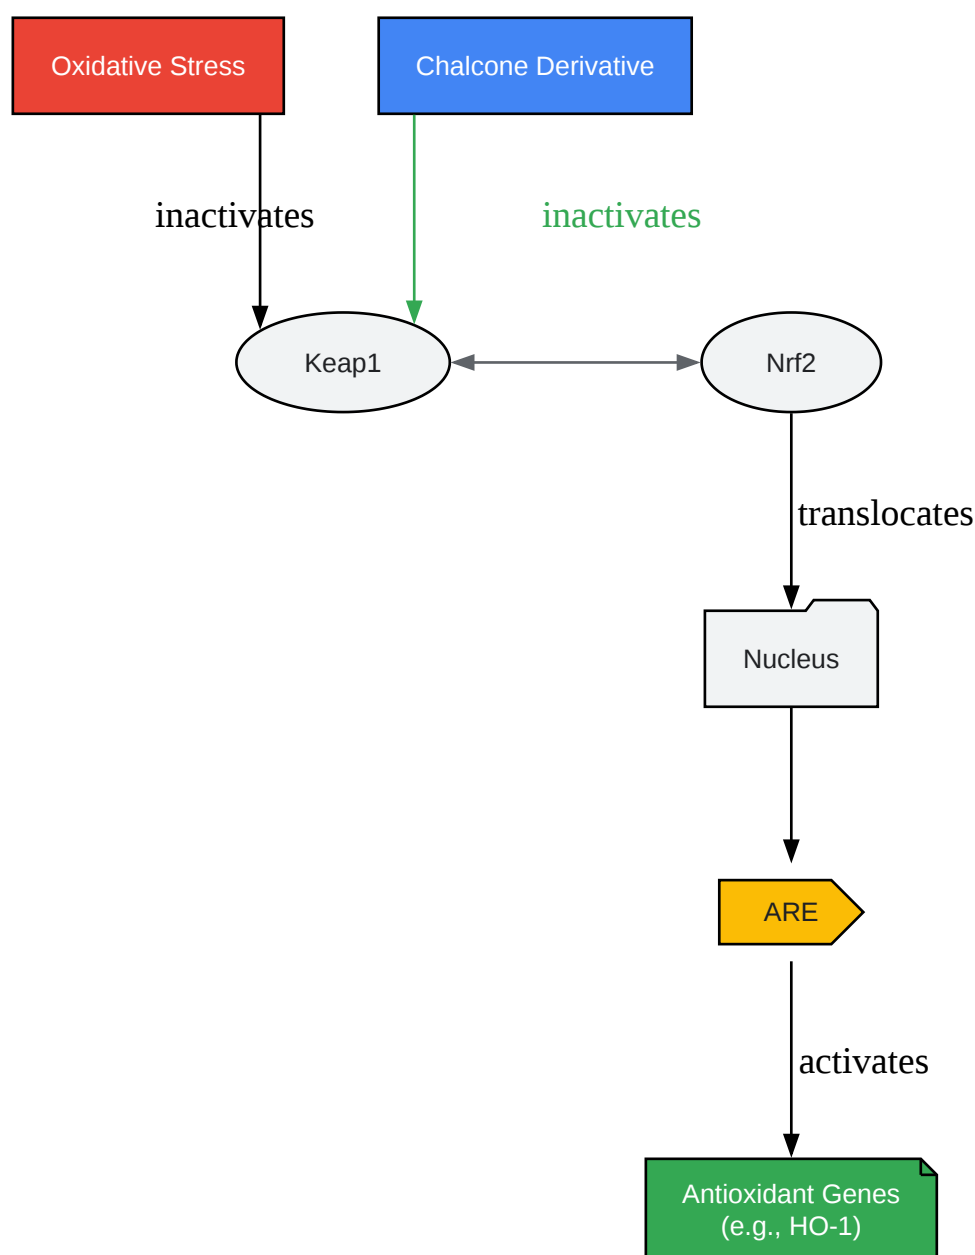 Oxidative Stress
Chalcone Derivative
inactivates
inactivates
Keap1
Nrf2
translocates
Nucleus
ARE
activates
Antioxidant Genes
(e.g., HO-1)